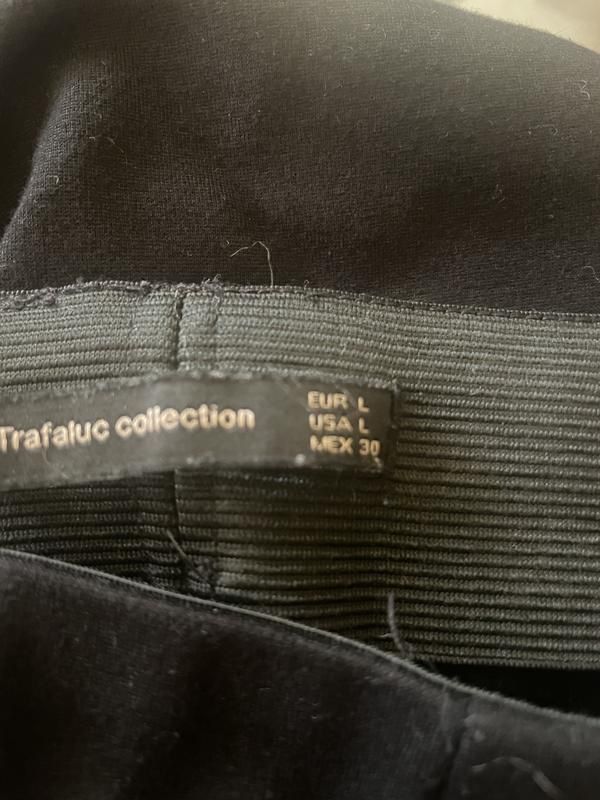 Trafaluc collection
EUR L
USA L
MEX 30